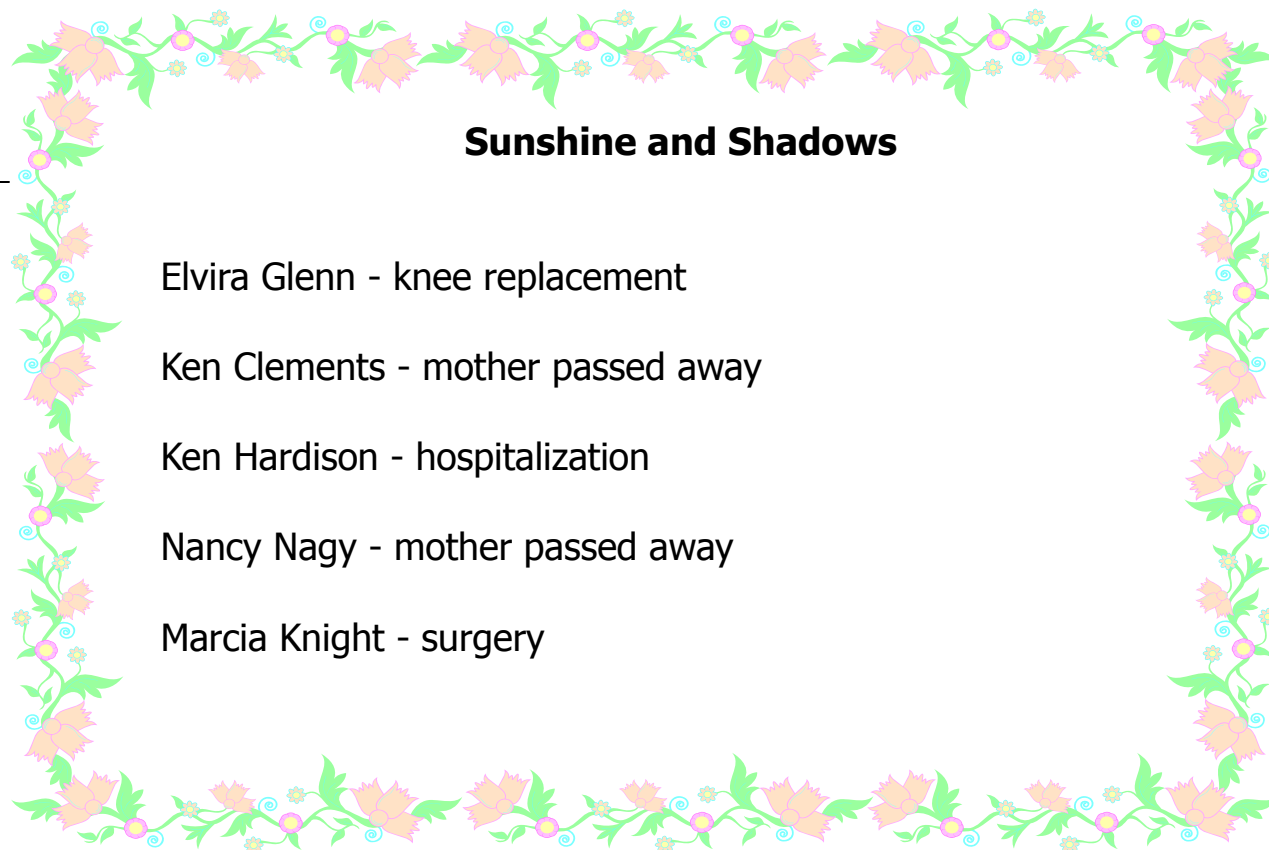 Sunshine and Shadows
Elvira Glenn - knee replacement
Ken Clements - mother passed away
Ken Hardison - hospitalization
Nancy Nagy - mother passed away
Marcia Knight - surgery